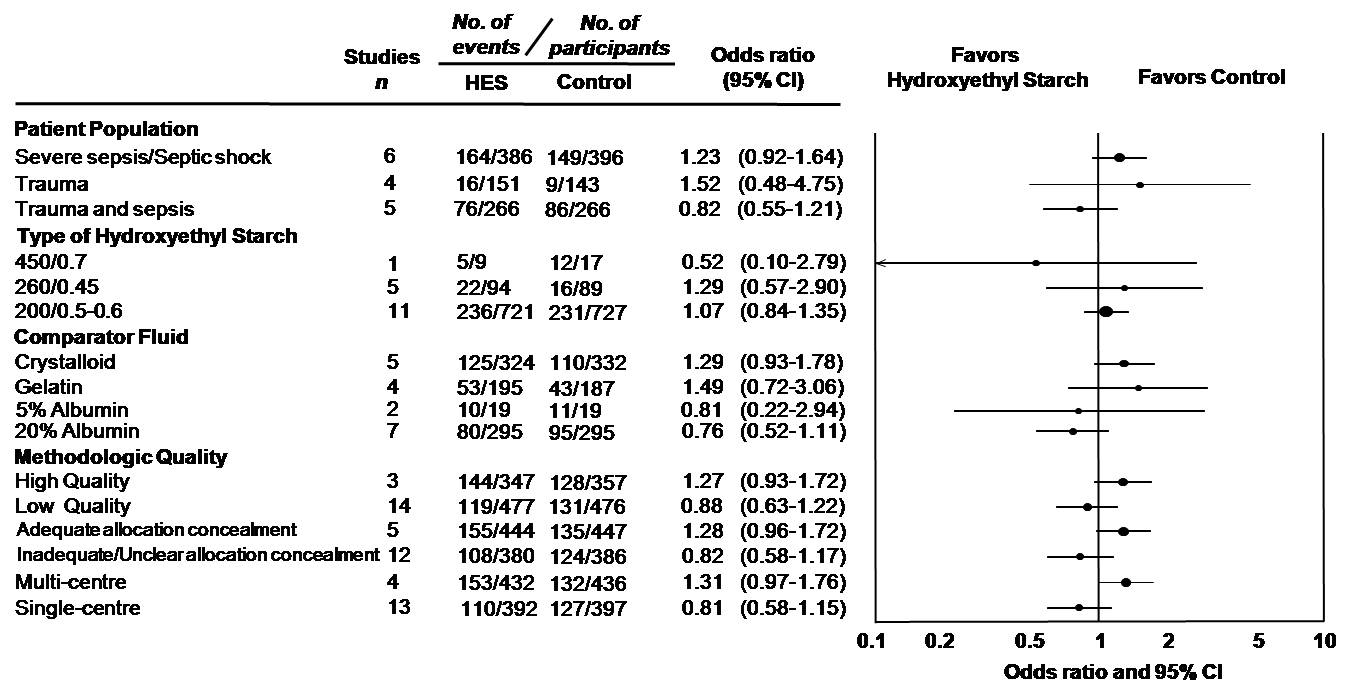 No. of events / No. of participants
Studies n HES Control Odds ratio (95% CI) Favors Hydroxyethyl Starch Favors Control
Patient Population
Severe sepsis/Septic shock 6 164/386 149/396 1.23 (0.92-1.64)
Trauma 4 16/151 9/143 1.52 (0.48-4.75)
Trauma and sepsis 5 76/266 86/266 0.82 (0.55-1.21)
Type of Hydroxyethyl Starch
450/0.7 1 5/9 12/17 0.52 (0.10-2.79)
260/0.45 5 22/94 16/89 1.29 (0.57-2.90)
200/0.5-0.6 11 236/721 231/727 1.07 (0.84-1.35)
Comparator Fluid
Crystalloid 5 125/324 110/332 1.29 (0.93-1.78)
Gelatin 4 53/195 43/187 1.49 (0.72-3.06)
5% Albumin 2 10/19 11/19 0.81 (0.22-2.94)
20% Albumin 7 80/295 95/295 0.76 (0.52-1.11)
Methodologic Quality
High Quality 3 144/347 128/357 1.27 (0.93-1.72)
Low Quality 14 119/477 131/476 0.88 (0.63-1.22)
Adequate allocation concealment 5 155/444 135/447 1.28 (0.96-1.72)
Inadequate/Unclear allocation concealment 12 108/380 124/386 0.82 (0.58-1.17)
Multi-centre 4 153/432 132/436 1.31 (0.97-1.76)
Single-centre 13 110/392 127/397 0.81 (0.58-1.15)
0.1 0.2 0.5 1 2 5 10
Odds ratio and 95% CI